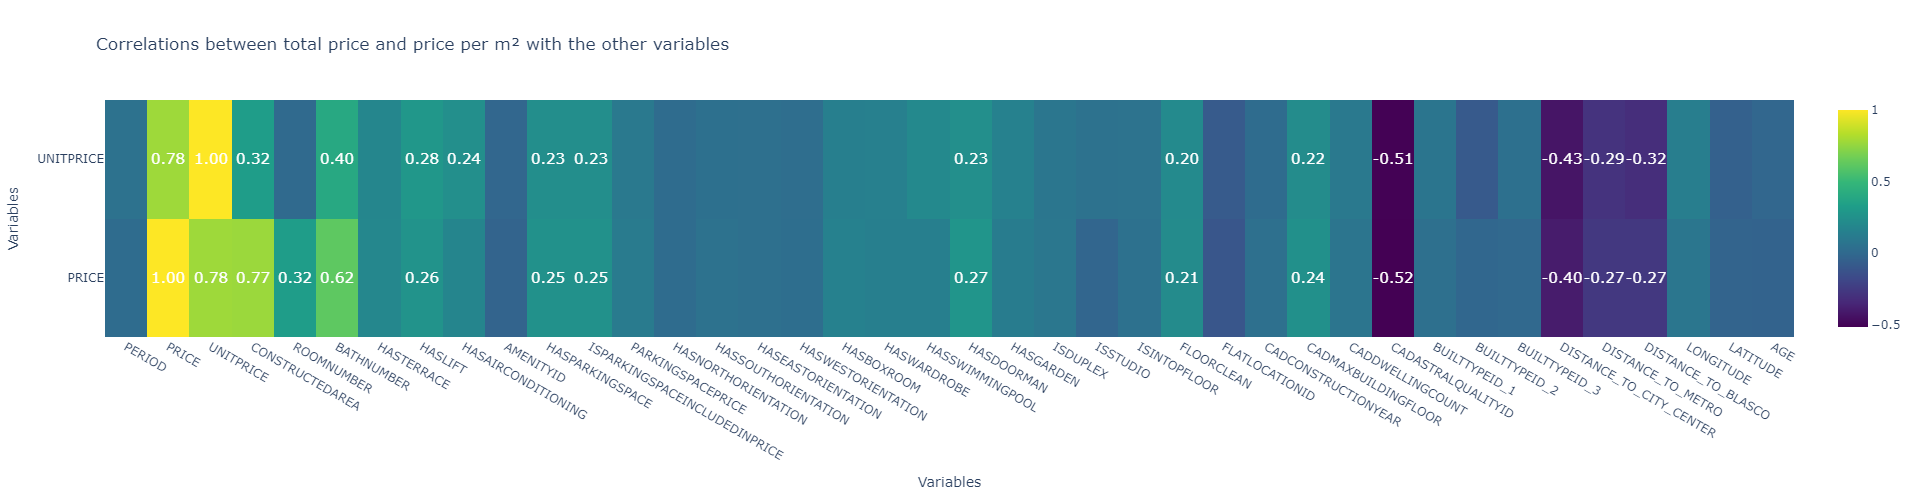 Correlations between total price and price per m² with the other variables
Variables
UNITPRICE
0.78 1.00 0.32 0.40 0.28 0.24 0.23 0.23 0.23 0.20 0.22 −0.51 −0.43 −0.29 −0.32
PRICE
1.00 0.78 0.77 0.32 0.62 0.26 0.25 0.25 0.27 0.21 0.24 −0.52 −0.40 −0.27 −0.27
PERIOD
PRICE
UNITPRICE
CONSTRUCTEDAREA
ROOMNUMBER
BATHNUMBER
HASTERRACE
HASLIFT
HASAIRCONDITIONING
AMENITYID
HASPARKINGSPACE
ISPARKINGSPACEINCLUDEDINPRICE
PARKINGSPACEPRICE
HASNORTHORIENTATION
HASSOUTHORIENTATION
HASEASTORIENTATION
HASWESTORIENTATION
HASBOXROOM
HASWARDROBE
HASSWIMMINGPOOL
HASDOORMAN
HASGARDEN
ISDUPLEX
ISSTUDIO
ISINTOPFLOOR
FLOORCLEAN
FLATLOCATIONID
CADCONSTRUCTIONYEAR
CADMAXBUILDINGFLOOR
CADDWELLINGCOUNT
CADASTRALQUALITYID
BUILTTYPEID_1
BUILTTYPEID_2
BUILTTYPEID_3
DISTANCE_TO_CITY_CENTER
DISTANCE_TO_METRO
DISTANCE_TO_BLASCO
LONGITUDE
LATITUDE
AGE
Variables
1
0.5
0
−0.5